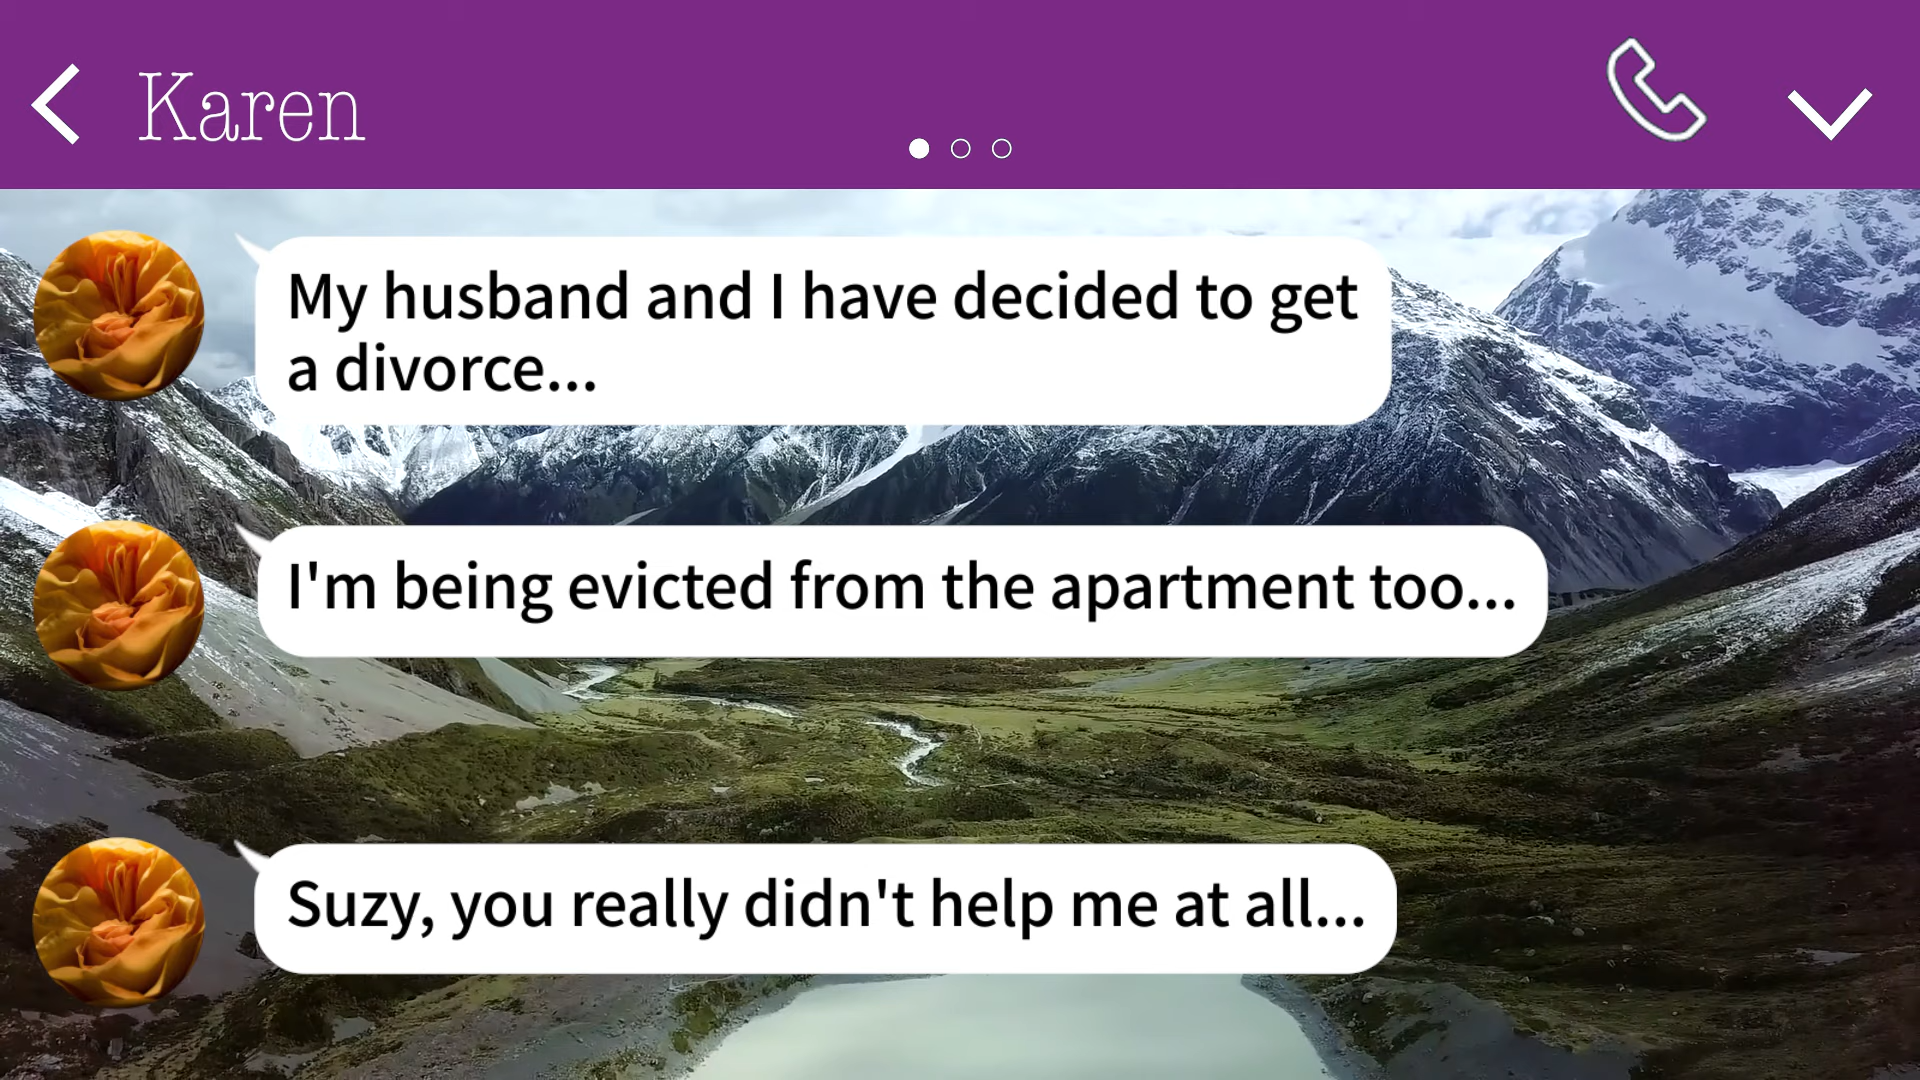 Karen
My husband and I have decided to get
a divorce...
I'm being evicted from the apartment too...
Suzy, you really didn't help me at all...